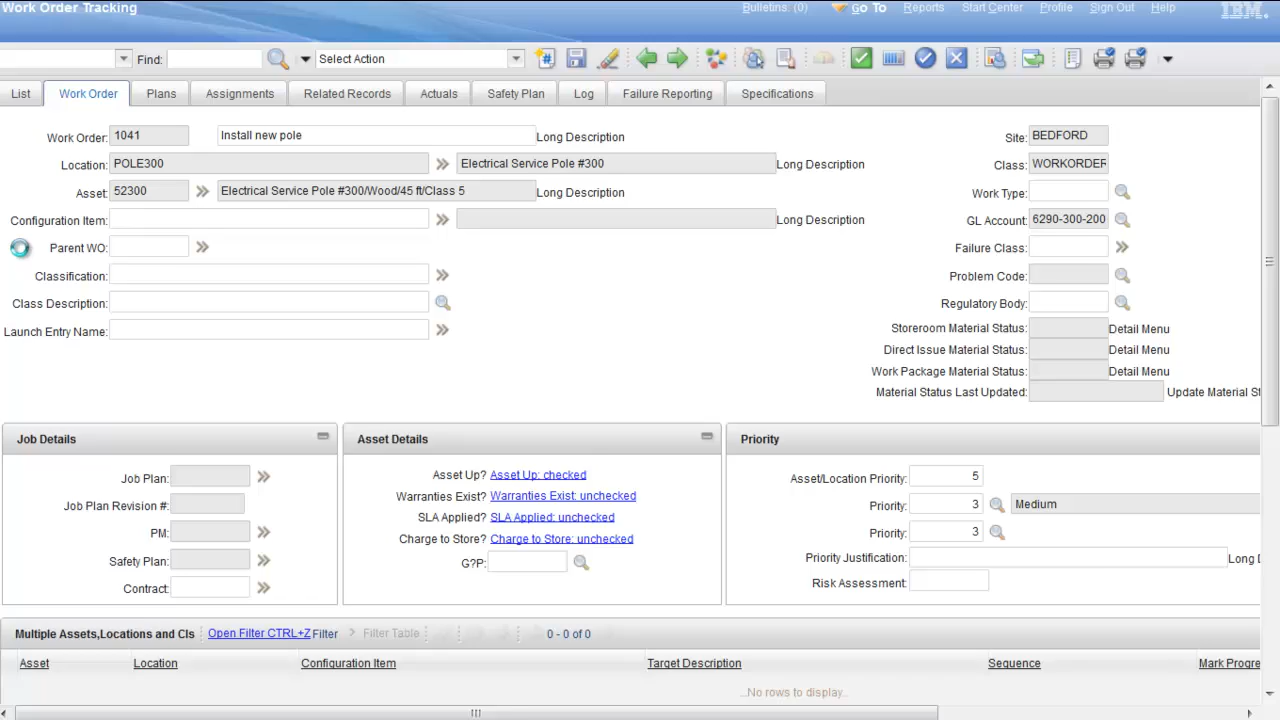 Work Order Tracking Bulletins: (0) Go To Reports Start Center Profile Sign Out Help IBM.
Find: Select Action
List Work Order Plans Assignments Related Records Actuals Safety Plan Log Failure Reporting Specifications
Work Order: 1041 Install new pole Long Description Site: BEDFORD
Location: POLE300 Electrical Service Pole #300 Long Description Class: WORKORDER
Asset: 52300 Electrical Service Pole #300/Wood/45 ft/Class 5 Long Description Work Type:
Configuration Item: Long Description GL Account: 6290-300-200
Parent WO: Failure Class:
Classification: Problem Code:
Class Description: Regulatory Body:
Launch Entry Name: Storeroom Material Status: Detail Menu
Direct Issue Material Status: Detail Menu
Work Package Material Status: Detail Menu
Material Status Last Updated: Update Material St
Job Details Asset Details Priority
Job Plan: Asset Up? Asset Up: checked Asset/Location Priority: 5
Job Plan Revision #: Warranties Exist? Warranties Exist: unchecked Priority: 3 Medium
PM: SLA Applied? SLA Applied: unchecked Priority: 3
Safety Plan: Charge to Store? Charge to Store: unchecked Priority Justification: Long D
Contract: G?P: Risk Assessment:
Multiple Assets,Locations and CIs Open Filter CTRL+Z Filter Filter Table 0 - 0 of 0
Asset Location Configuration Item Target Description Sequence Mark Progre
...No rows to display..